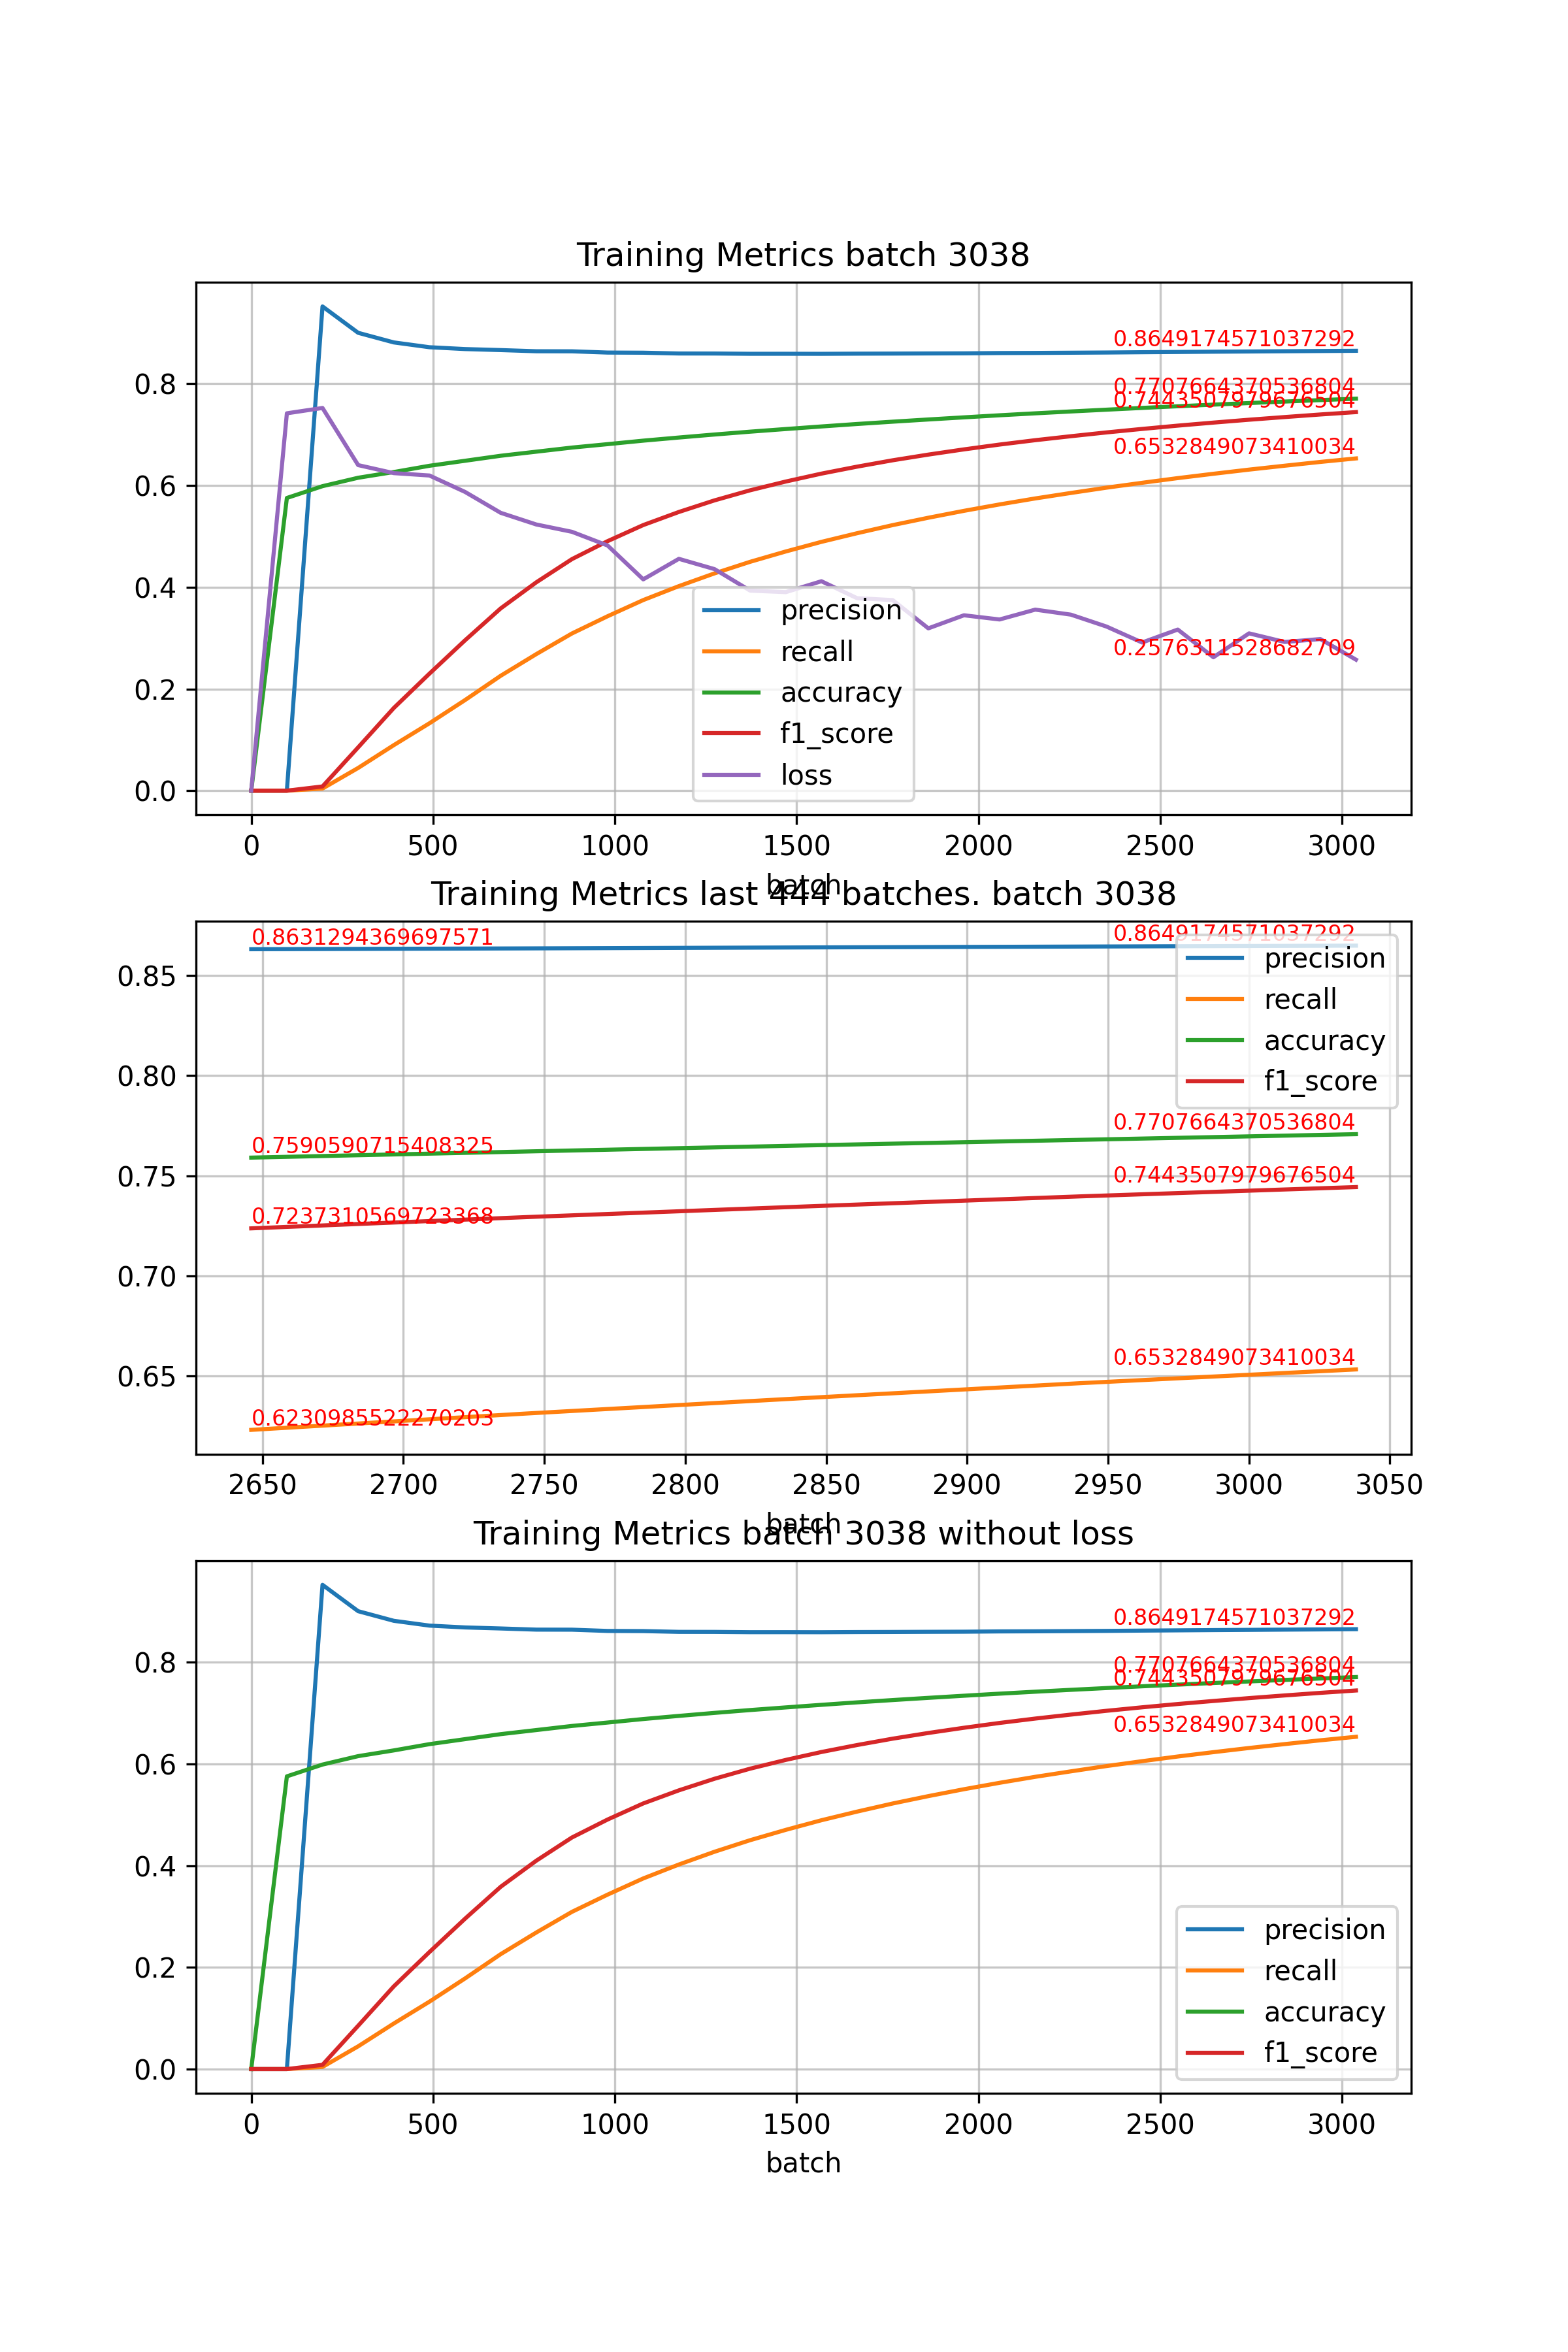 Training Metrics batch 3038
0.8649174571037292
0.8
0.7707664370536804
0.7443507979676504
0.6532849073410034
0.6
0.4
precision
recall
0.2576311528682709
0.2
accuracy
f1_score
loss
0.0
0 500 1000 1500 2000 2500 3000
batch
Training Metrics last 444 batches. batch 3038
0.8631294369697571 0.8649174571037292
precision
0.85
recall
accuracy
0.80
f1_score
0.7707664370536804
0.7590590715408325
0.75
0.7443507979676504
0.7237310569723368
0.70
0.6532849073410034
0.65
0.6230985522270203
2650 2700 2750 2800 2850 2900 2950 3000 3050
batch
Training Metrics batch 3038 without loss
0.8649174571037292
0.8
0.7707664370536804
0.7443507979676504
0.6532849073410034
0.6
0.4
precision
0.2
recall
accuracy
f1_score
0.0
0 500 1000 1500 2000 2500 3000
batch